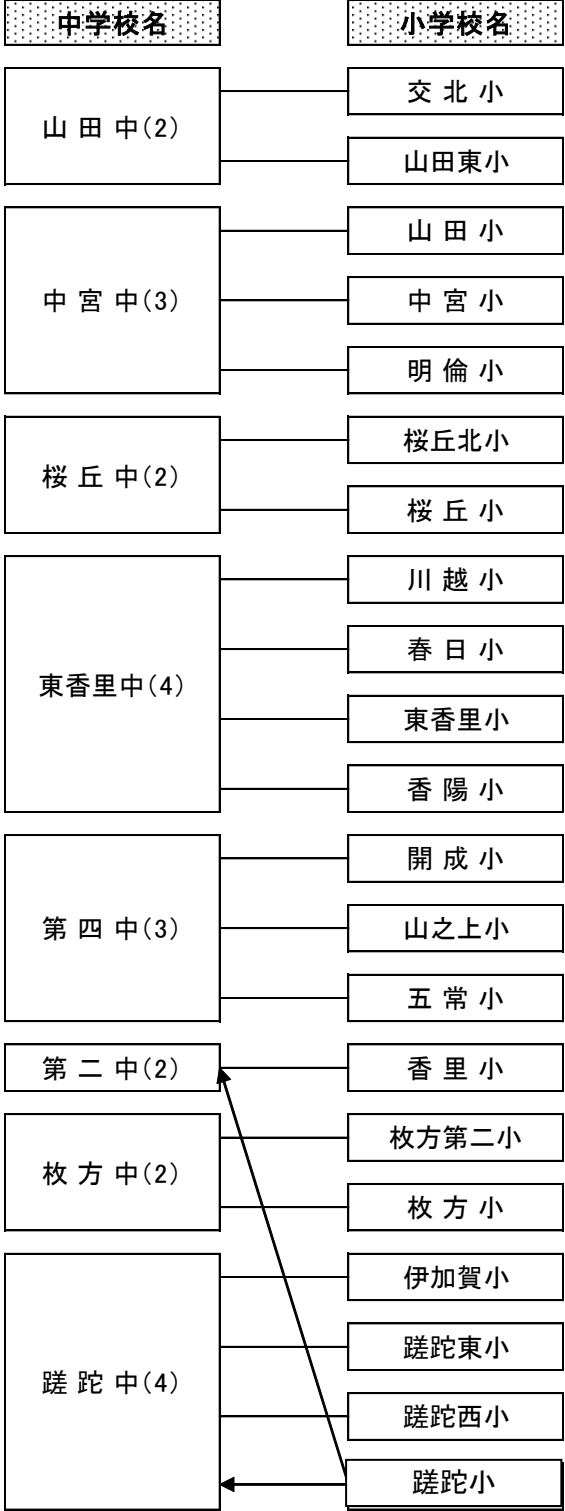 中学校名 小学校名
山 田 中(2)
交 北 小
山田東小
中 宮 中(3)
山 田 小
中 宮 小
明 倫 小
桜 丘 中(2)
桜丘北小
桜 丘 小
東香里中(4)
川 越 小
春 日 小
東香里小
香 陽 小
第 四 中(3)
開 成 小
山之上小
五 常 小
第 二 中(2)
香 里 小
枚 方 中(2)
枚方第二小
枚 方 小
蹉 跎 中(4)
伊加賀小
蹉跎東小
蹉跎西小
蹉跎小